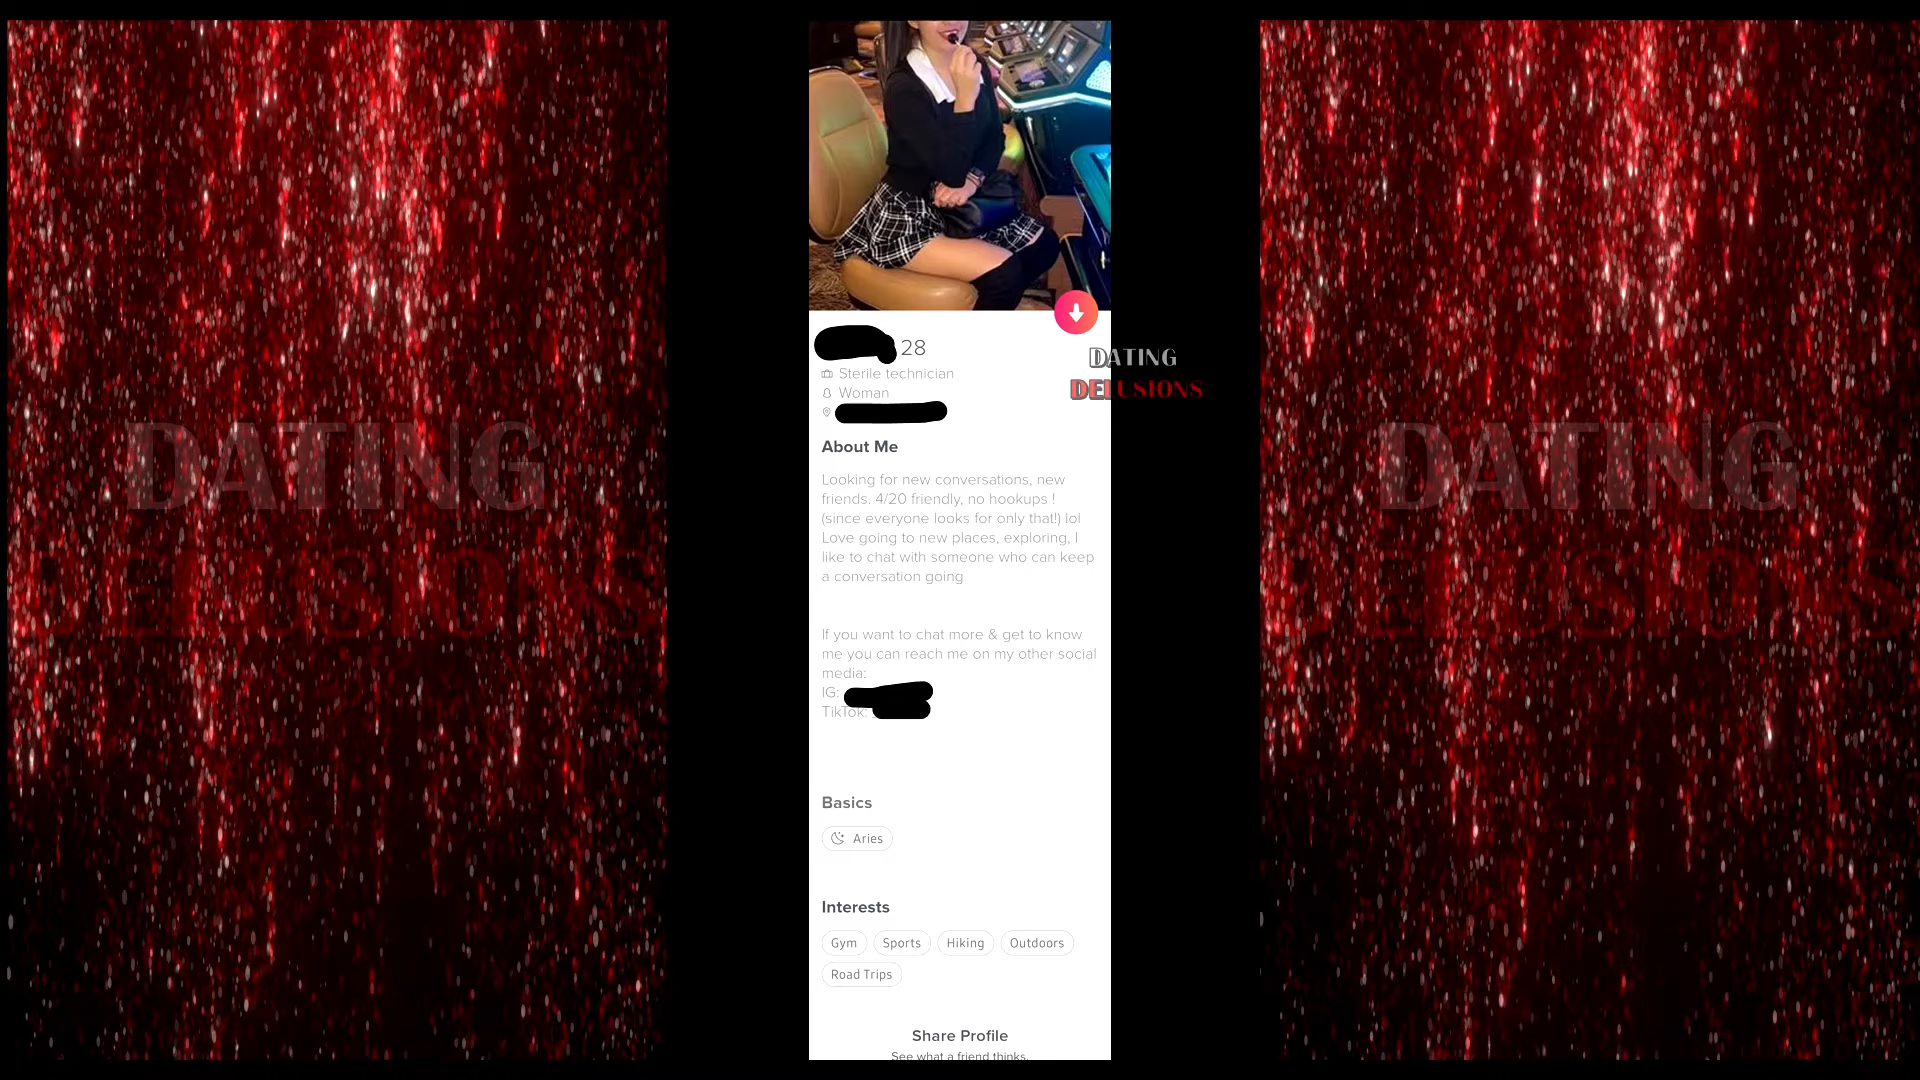 28
Sterile technician
Woman
DATING
DELUSIONS
About Me
Looking for new conversations, new
friends. 4/20 friendly, no hookups !
(since everyone looks for only that!) lol
Love going to new places, exploring, I
like to chat with someone who can keep
a conversation going
If you want to chat more & get to know
me you can reach me on my other social
media:
IG:
TikTok:
Basics
Aries
Interests
Gym Sports Hiking Outdoors
Road Trips
Share Profile
See what a friend thinks.
DATING
DELUSIONS
DATING
DELUSIONS